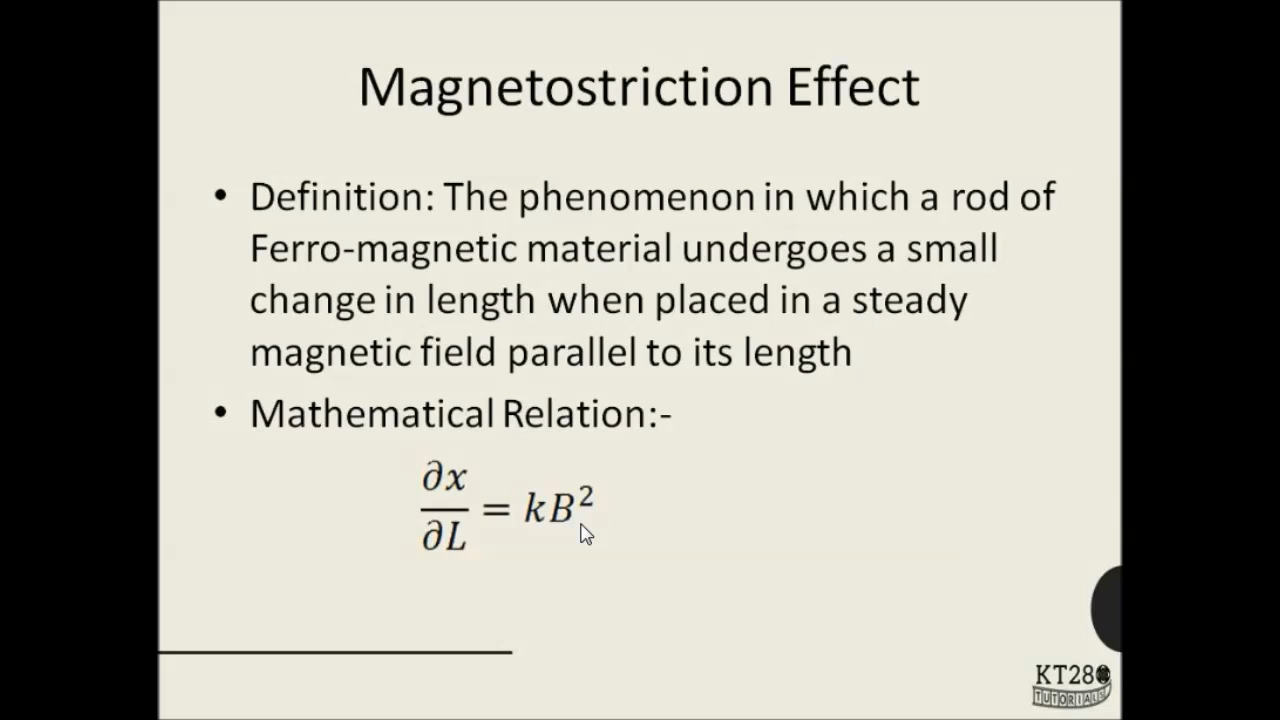 Magnetostriction Effect
• Definition: The phenomenon in which a rod of
Ferro-magnetic material undergoes a small
change in length when placed in a steady
magnetic field parallel to its length
• Mathematical Relation:-
∂x/∂L = kB²
KT280
TUTORIALS